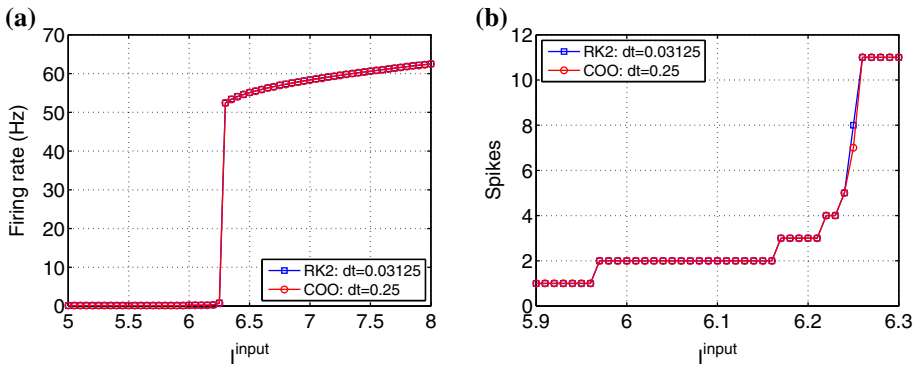 (a)
70
60
50
40
30
20
10
0
Firing rate (Hz)
RK2: dt=0.03125
COO: dt=0.25
5 5.5 6 6.5 7 7.5 8
I^input
(b)
12
10
8
6
4
2
0
Spikes
RK2: dt=0.03125
COO: dt=0.25
5.9 6 6.1 6.2 6.3
I^input